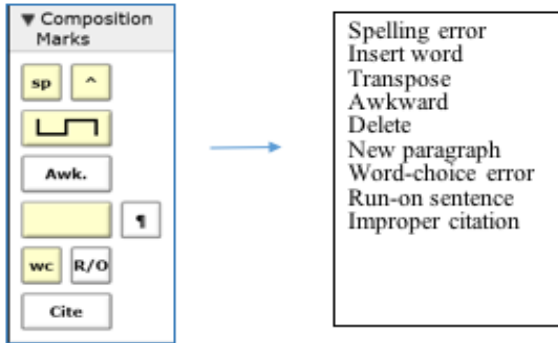 ▼ Composition
Marks
sp ^
Awk.
¶
wc R/O
Cite
Spelling error
Insert word
Transpose
Awkward
Delete
New paragraph
Word-choice error
Run-on sentence
Improper citation